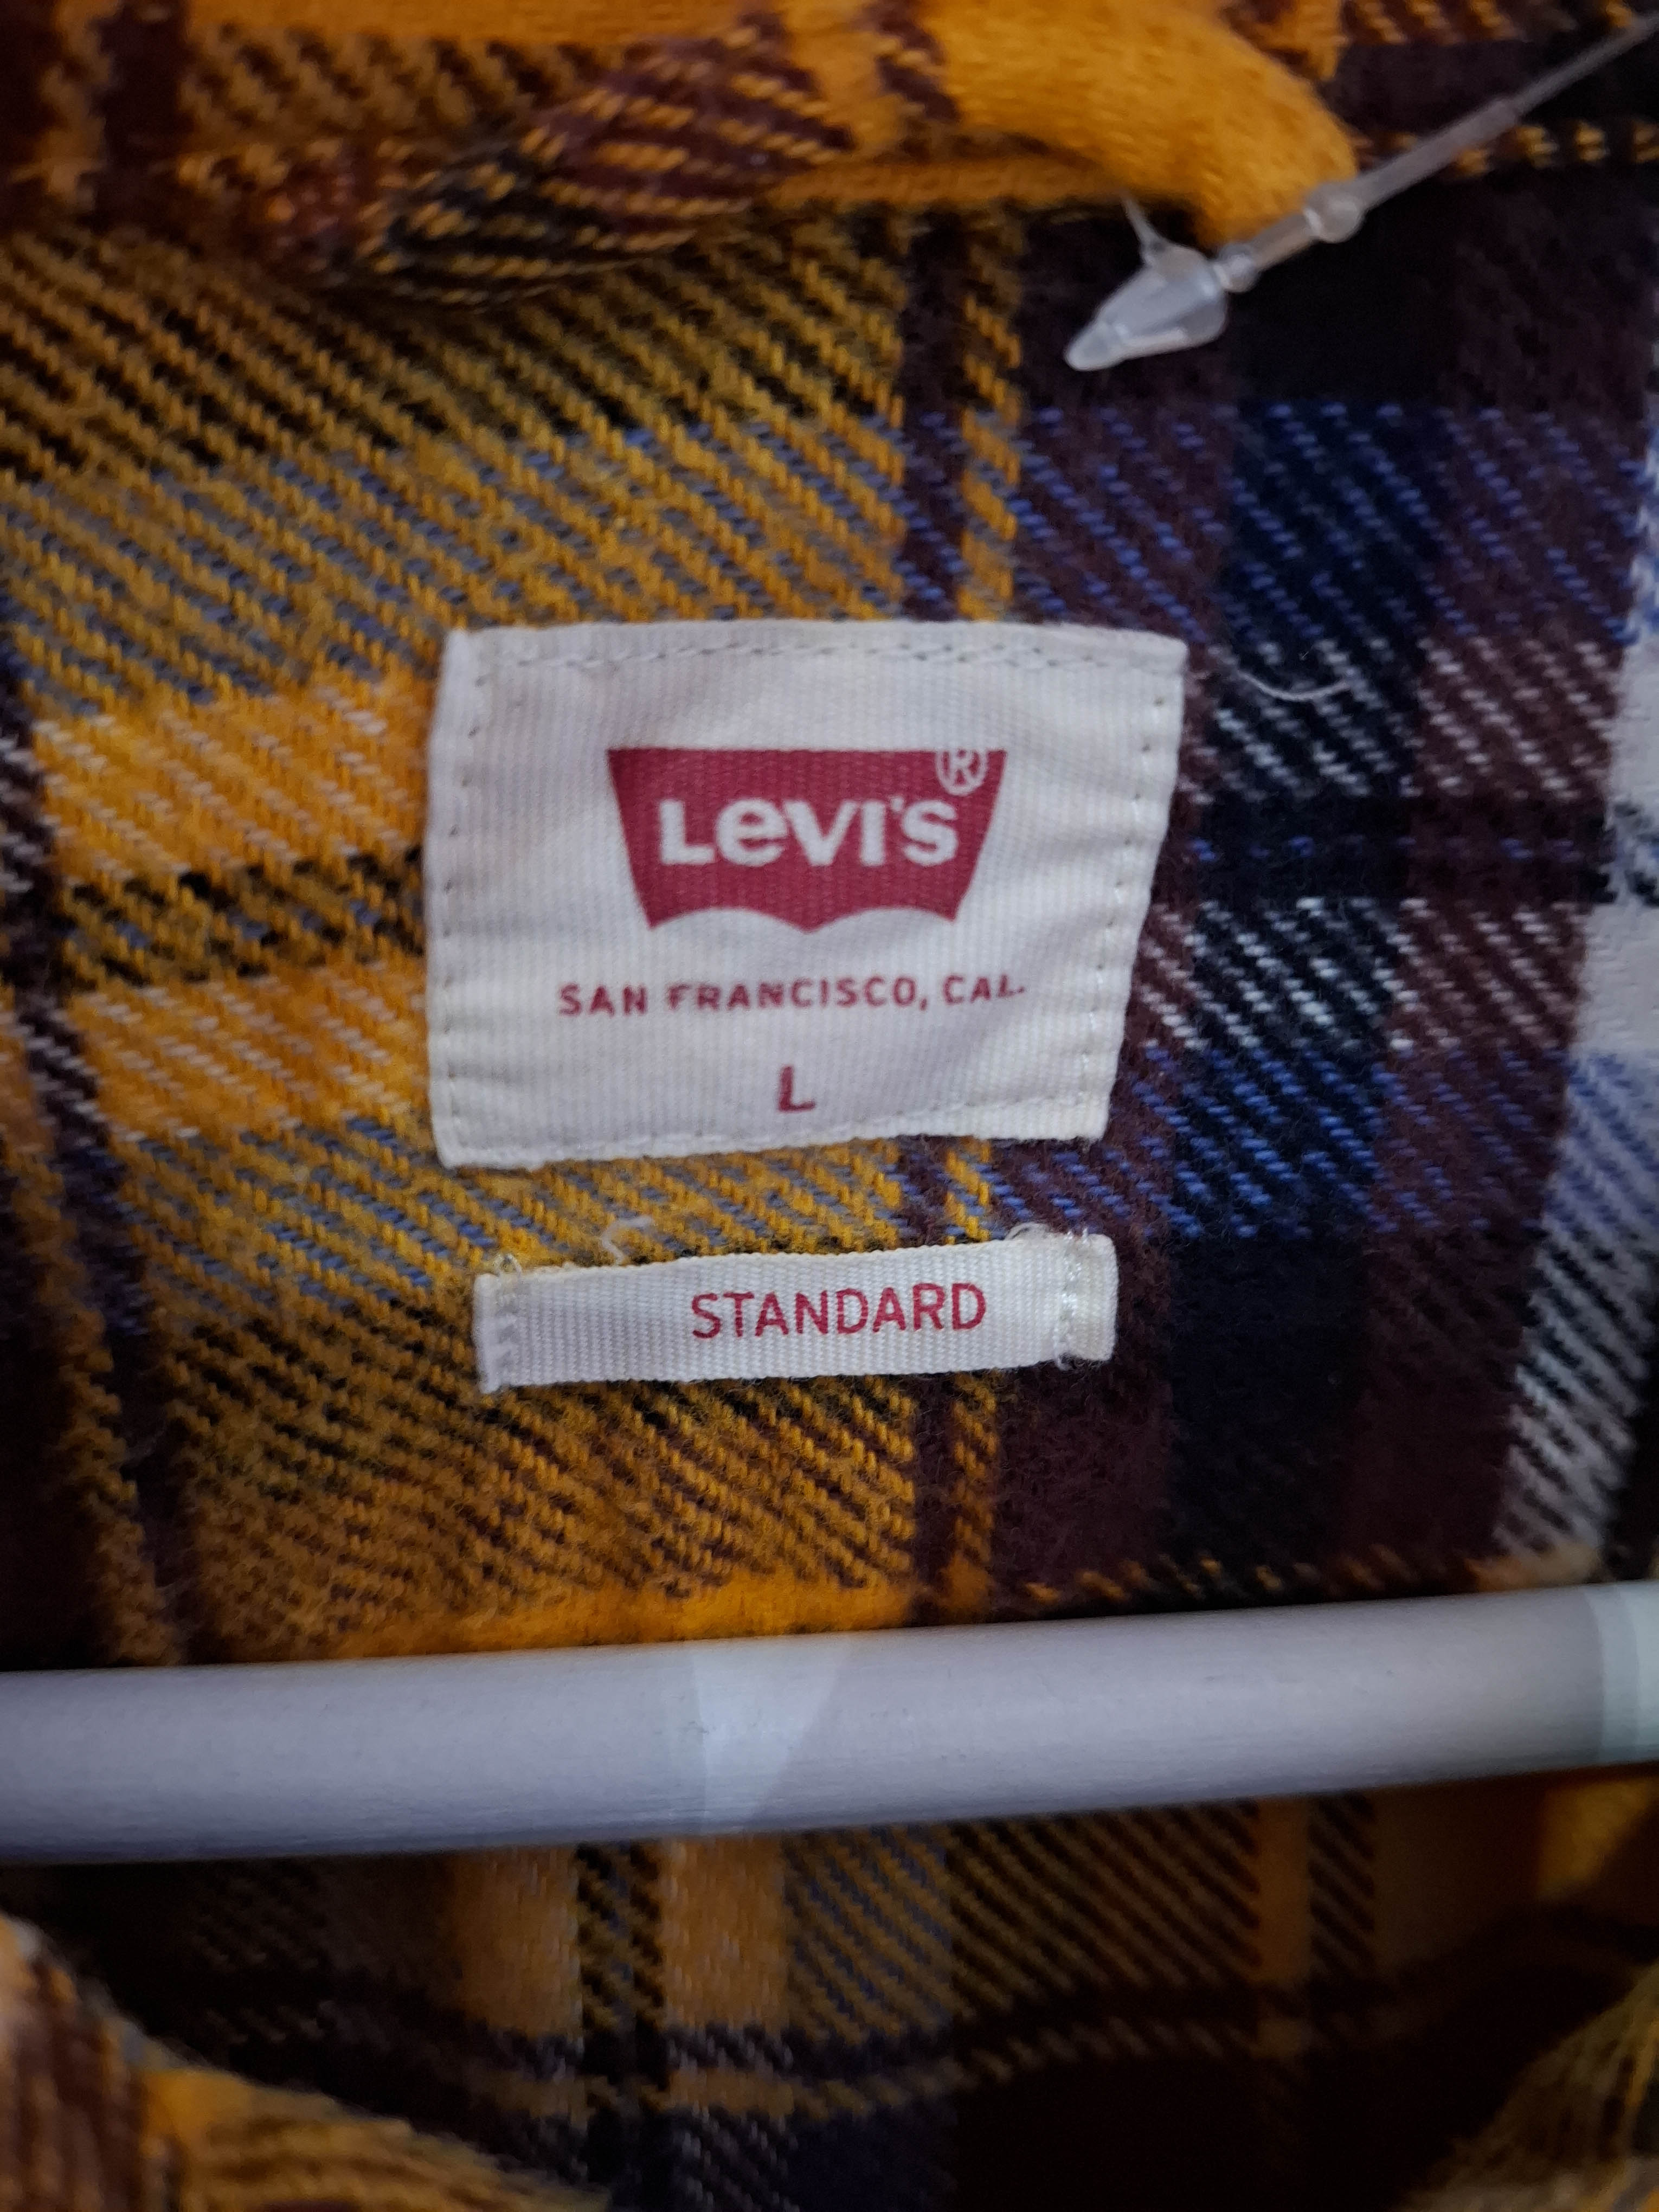 LEVI'S®
SAN FRANCISCO, CAL.
L
STANDARD